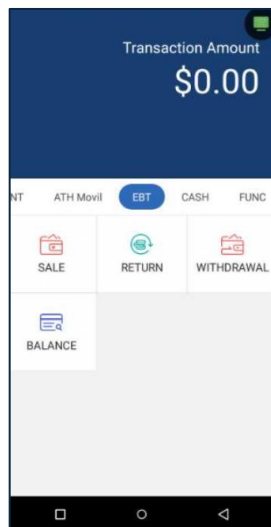 Transaction Amount
$0.00
NT ATH Movil EBT CASH FUNC
SALE RETURN WITHDRAWAL
BALANCE